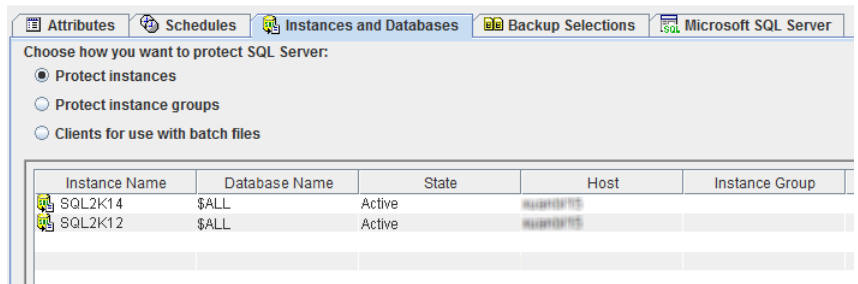 Attributes Schedules Instances and Databases Backup Selections Microsoft SQL Server
Choose how you want to protect SQL Server:
Protect instances
Protect instance groups
Clients for use with batch files
Instance Name Database Name State Host Instance Group
SQL2K14 $ALL Active
SQL2K12 $ALL Active